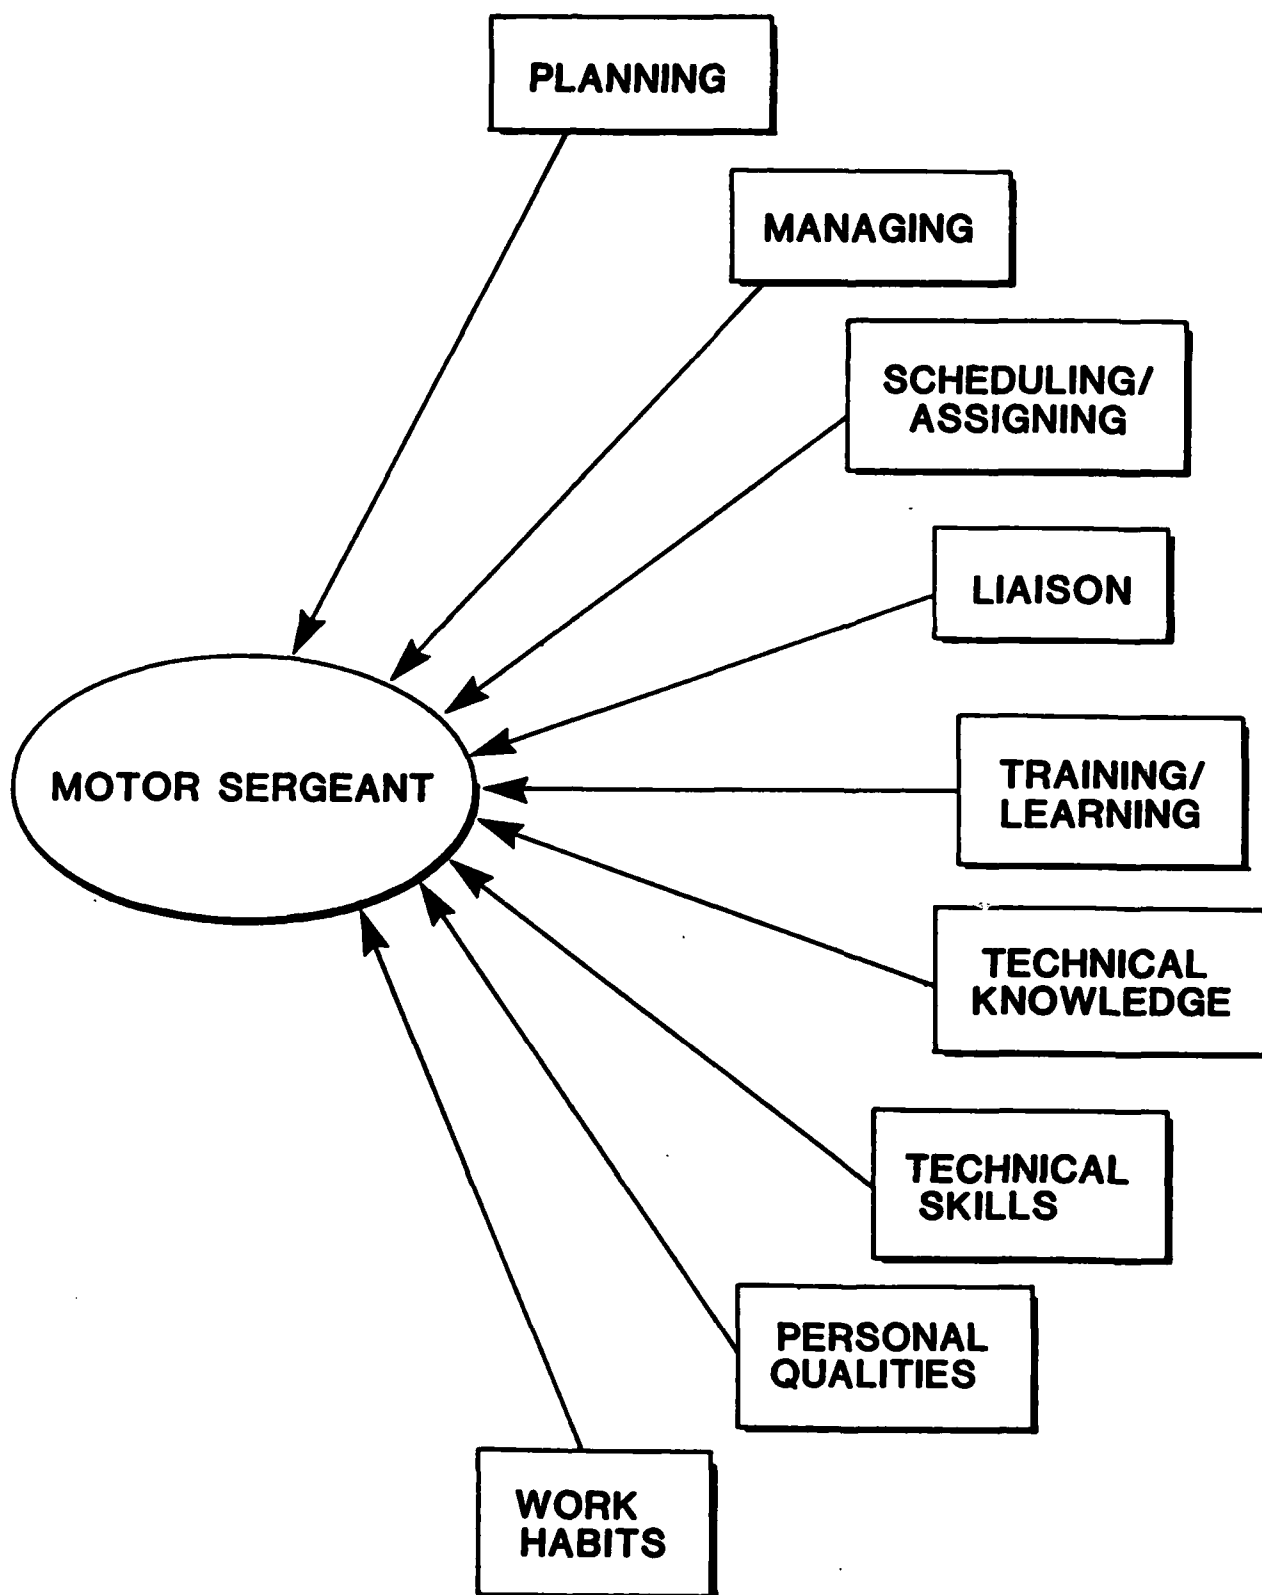 PLANNING
MANAGING
SCHEDULING/
ASSIGNING
LIAISON
MOTOR SERGEANT
TRAINING/
LEARNING
TECHNICAL
KNOWLEDGE
TECHNICAL
SKILLS
PERSONAL
QUALITIES
WORK
HABITS